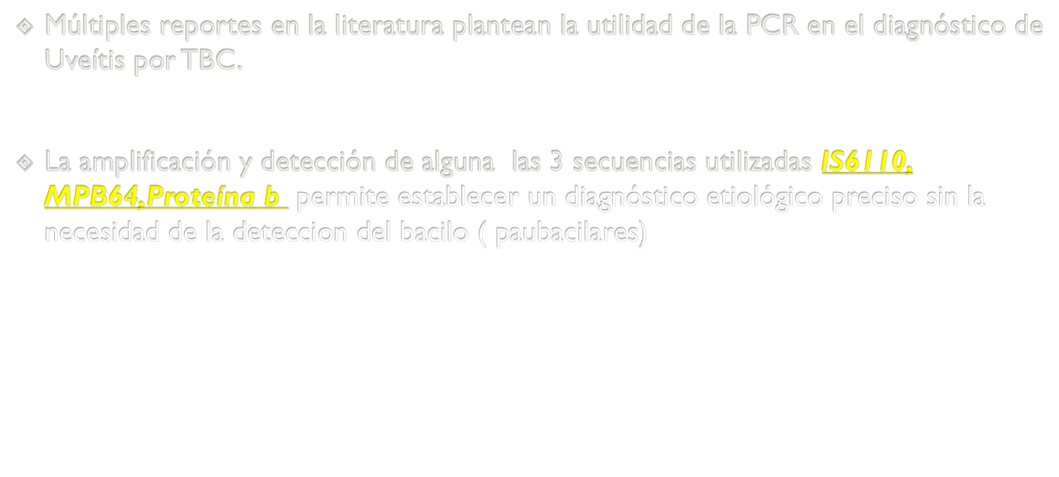 ❖ Múltiples reportes en la literatura plantean la utilidad de la PCR en el diagnóstico de
Uveítis por TBC.
❖ La amplificación y detección de alguna las 3 secuencias utilizadas IS6110,
MPB64,Proteína b permite establecer un diagnóstico etiológico preciso sin la
necesidad de la deteccion del bacilo ( paubacilares)